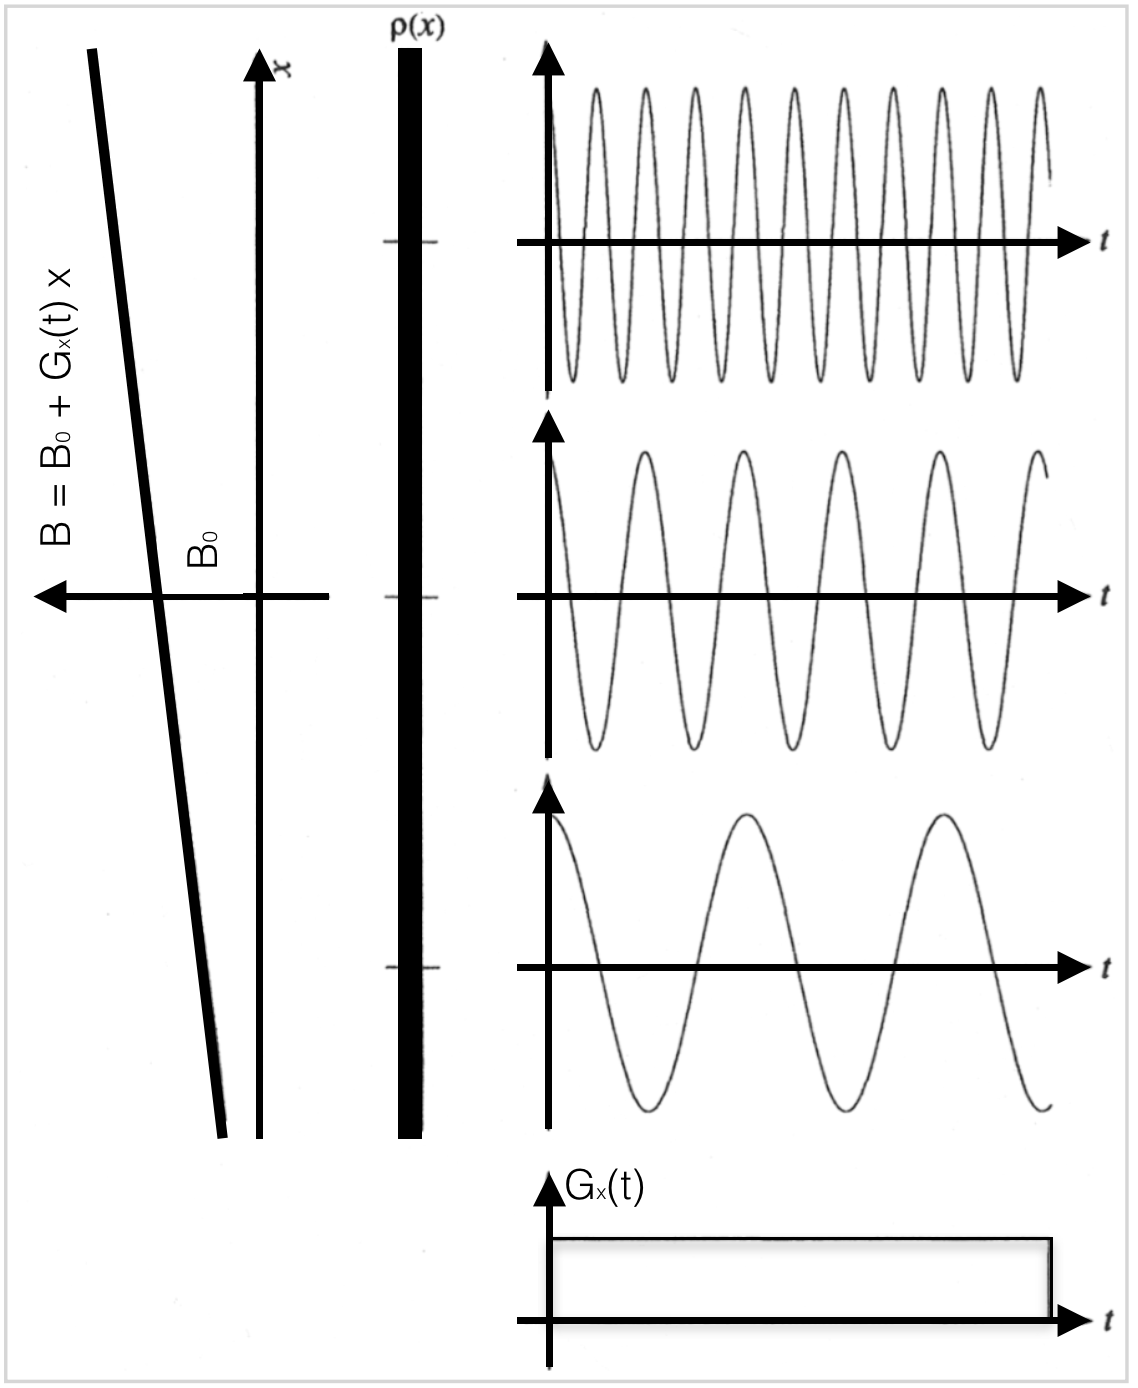 ρ(x)
x
B = B₀ + Gₓ(t) x
B₀
t
t
t
Gₓ(t)
t